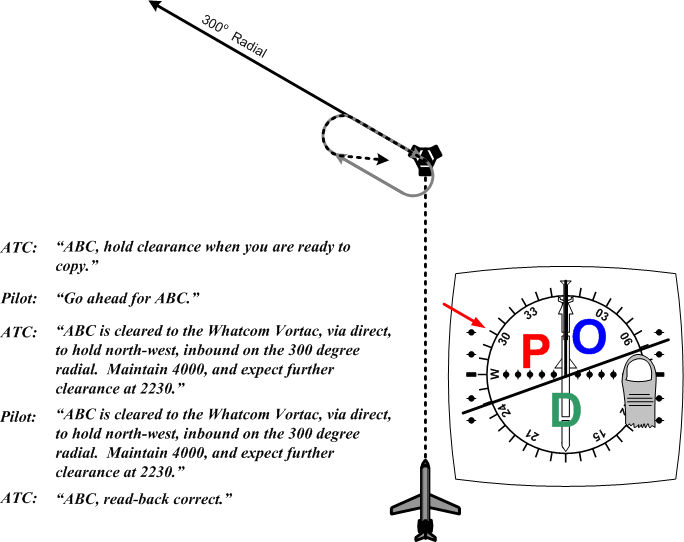 300° Radial
ATC: “ABC, hold clearance when you are ready to
copy.”
Pilot: “Go ahead for ABC.”
ATC: “ABC is cleared to the Whatcom Vortac, via direct,
to hold north-west, inbound on the 300 degree
radial. Maintain 4000, and expect further
clearance at 2230.”
Pilot: “ABC is cleared to the Whatcom Vortac, via direct,
to hold north-west, inbound on the 300 degree
radial. Maintain 4000, and expect further
clearance at 2230.”
ATC: “ABC, read-back correct.”
33
03
30
06
P
O
W
D
24
21
15